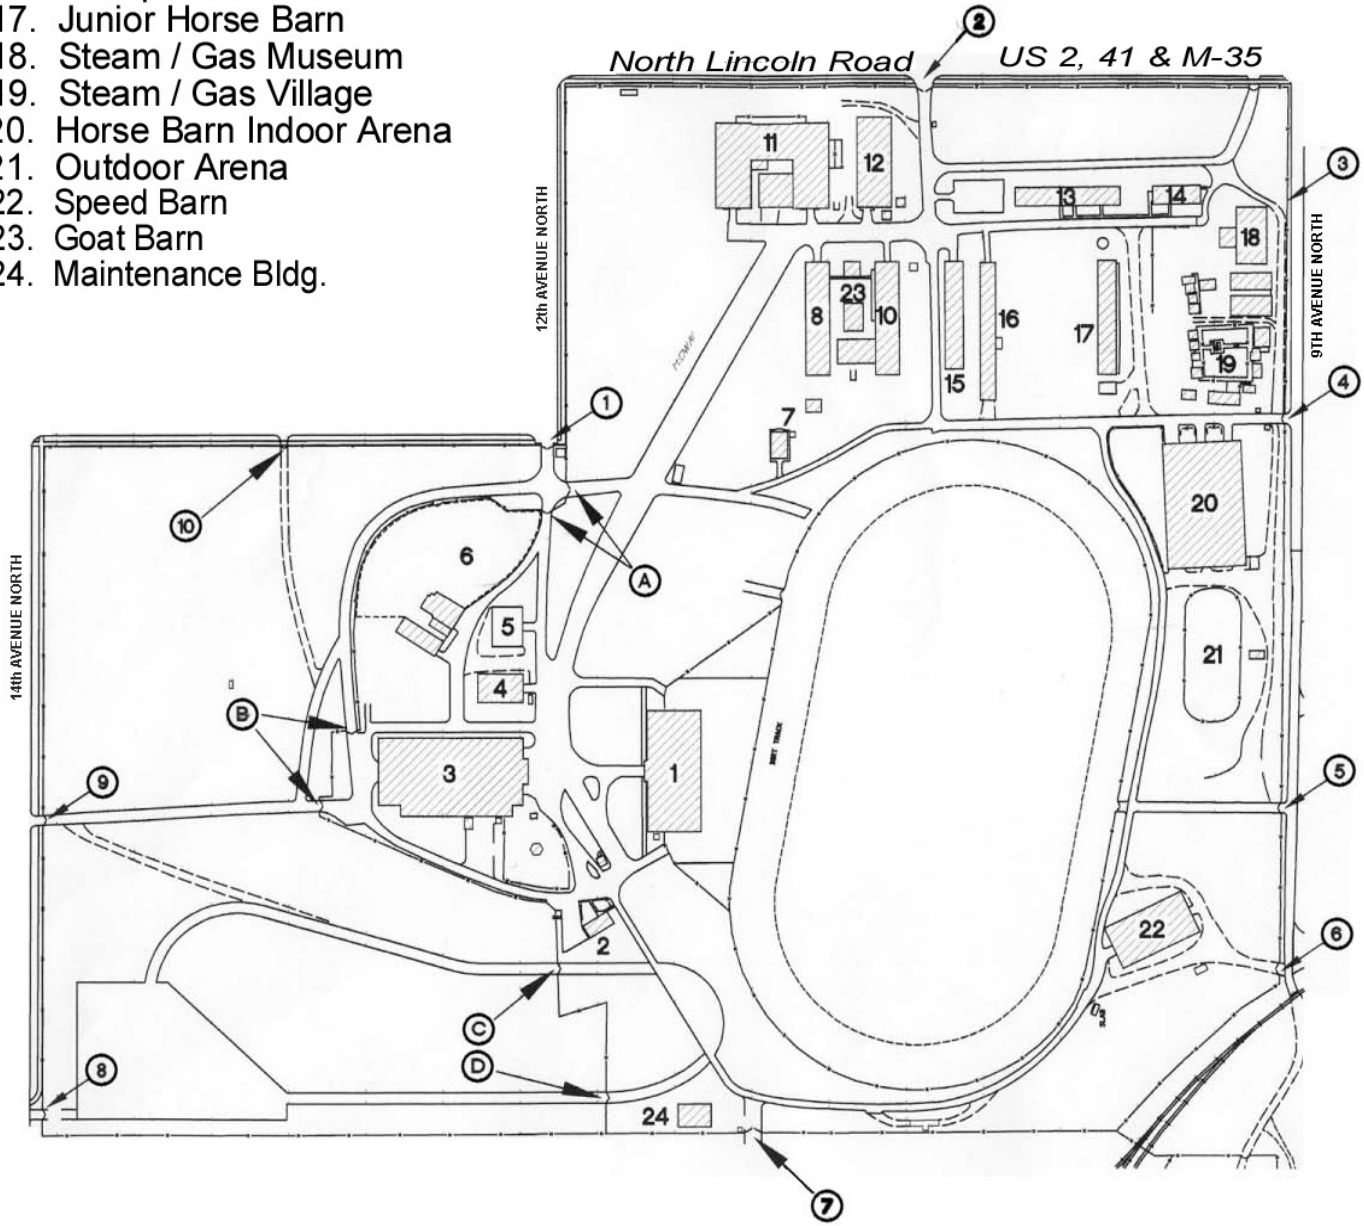 17. Junior Horse Barn
18. Steam / Gas Museum
19. Steam / Gas Village
20. Horse Barn Indoor Arena
21. Outdoor Arena
22. Speed Barn
23. Goat Barn
24. Maintenance Bldg.
2
North Lincoln Road US 2, 41 & M-35
11
12
3
13
14
12th AVENUE NORTH
9TH AVENUE NORTH
18
8
23
10
16
17
MIDWAY
19
15
4
1
7
10
20
6
A
14th AVENUE NORTH
5
21
4
B
DIRT TRACK
9
3
1
5
22
6
2
C
D
8
24
7